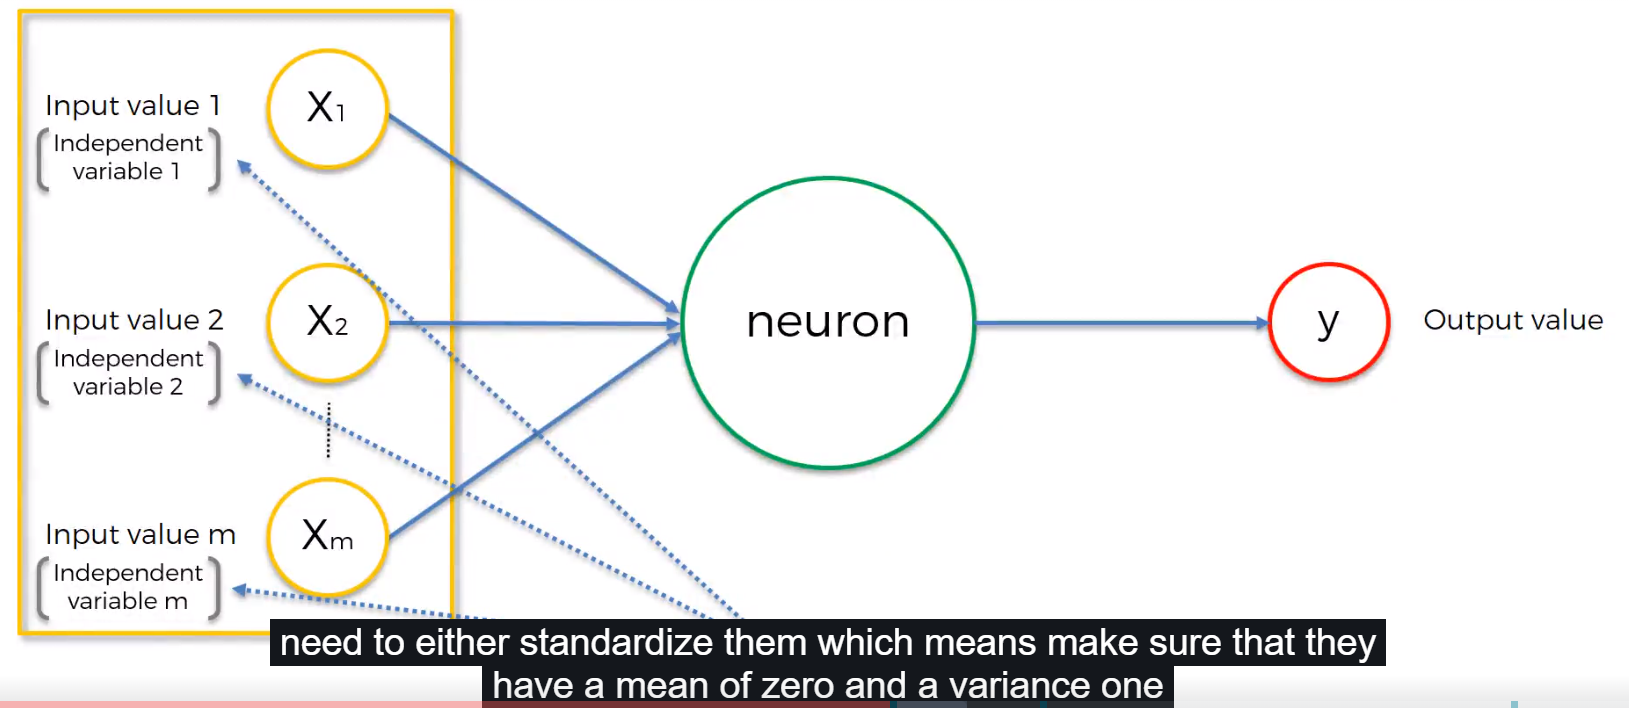 Input value 1
Independent
variable 1
X1
Input value 2
Independent
variable 2
X2
Input value m
Independent
variable m
Xm
neuron
y
Output value
need to either standardize them which means make sure that they
have a mean of zero and a variance one